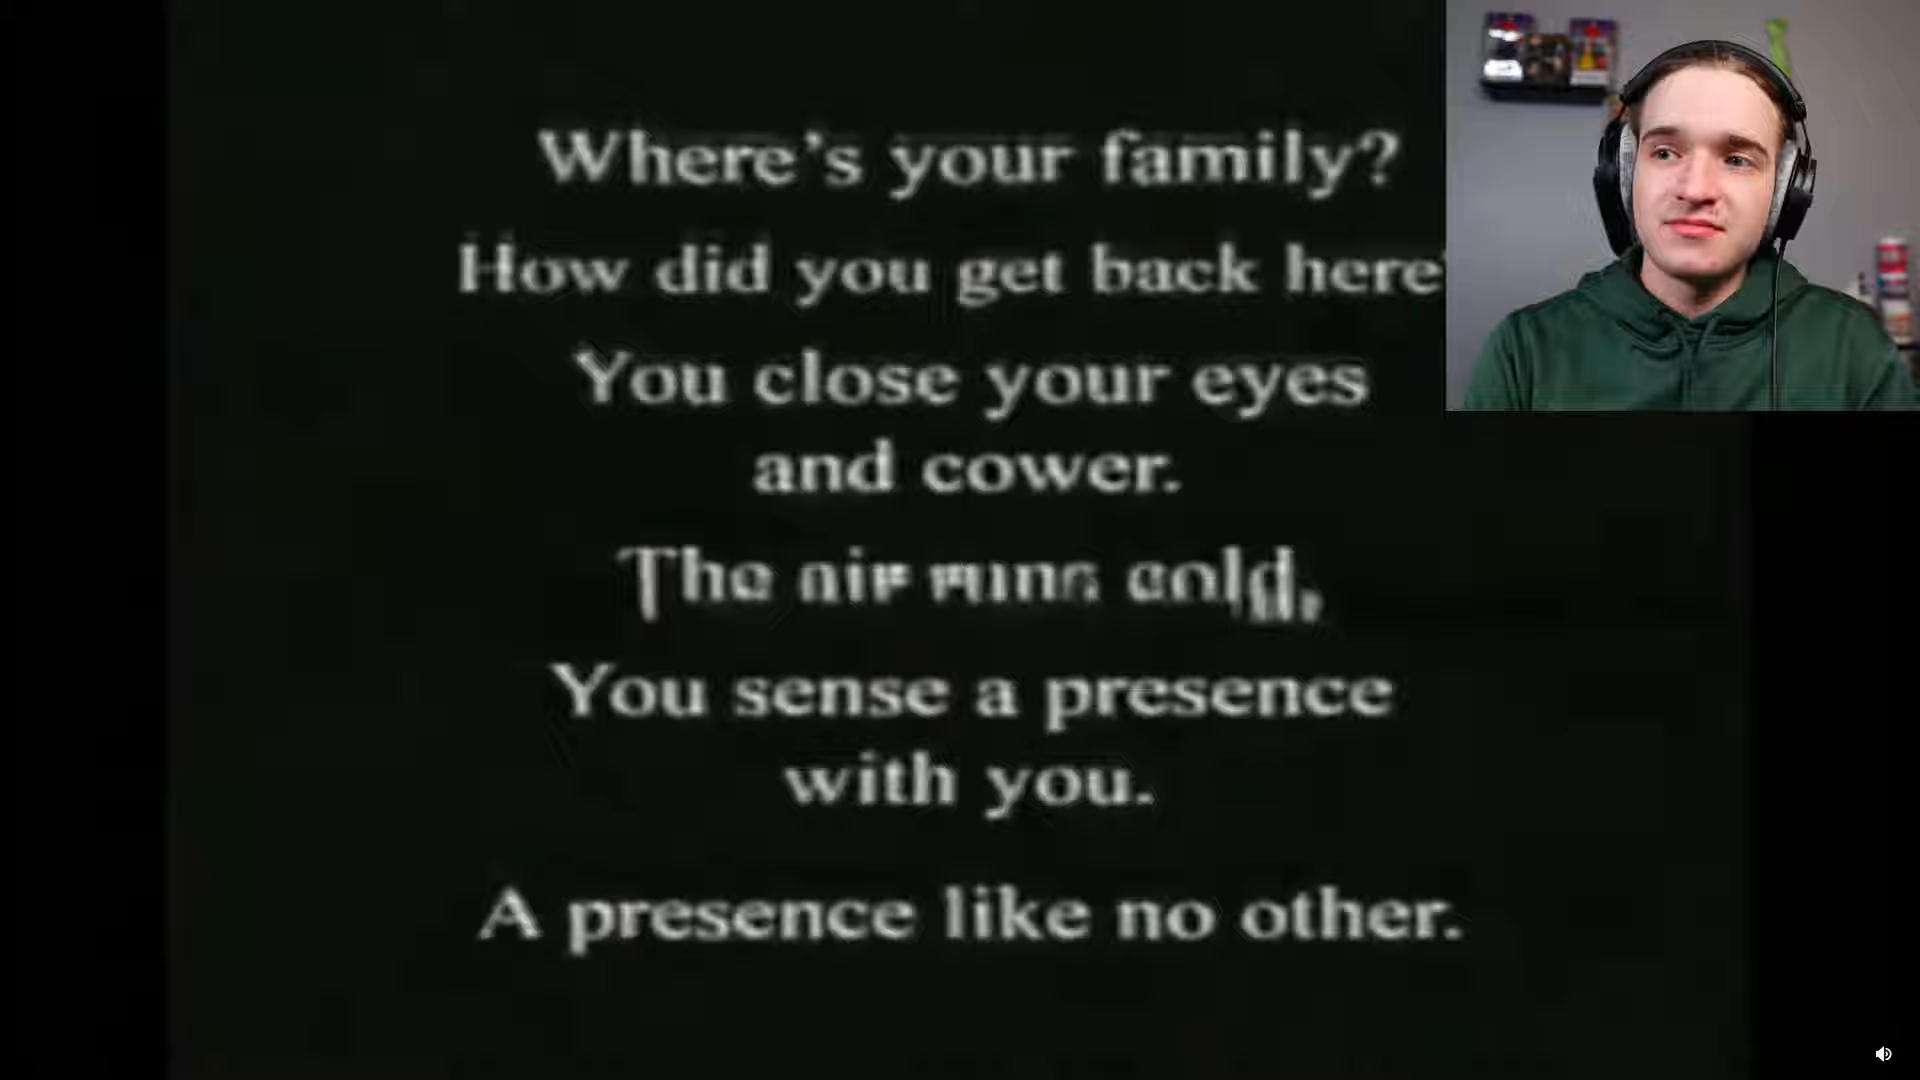 Where's your family?
How did you get back here
You close your eyes
and cower.
The air runs cold,
You sense a presence
with you.
A presence like no other.